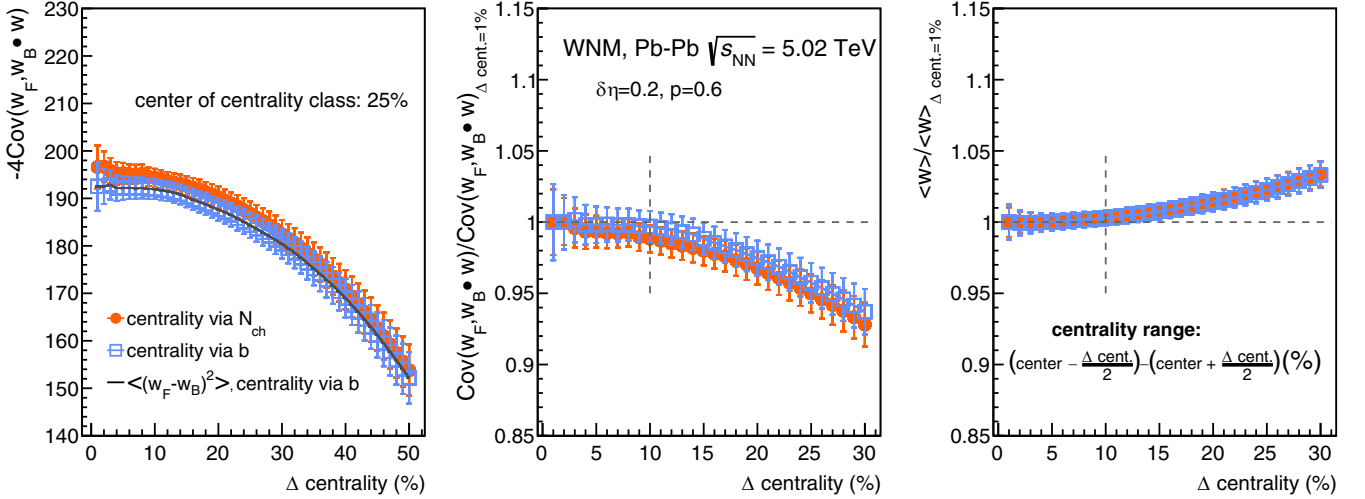 -4Cov(w_F,w_B • w)
230
220
210
200
190
180
170
160
150
140
center of centrality class: 25%
centrality via N_ch
centrality via b
<(w_F-w_B)^2>, centrality via b
0 10 20 30 40 50
Δ centrality (%)
Cov(w_F,w_B • w)/Cov(w_F,w_B • w)_Δ cent.=1%
1.15
1.1
1.05
1
0.95
0.9
0.85
WNM, Pb-Pb √s_NN = 5.02 TeV
δη=0.2, p=0.6
0 5 10 15 20 25 30
Δ centrality (%)
<w>/<w>_Δ cent.=1%
1.15
1.1
1.05
1
0.95
0.9
0.85
centrality range:
(center − Δ cent./2)−(center + Δ cent./2)(%)
0 5 10 15 20 25 30
Δ centrality (%)